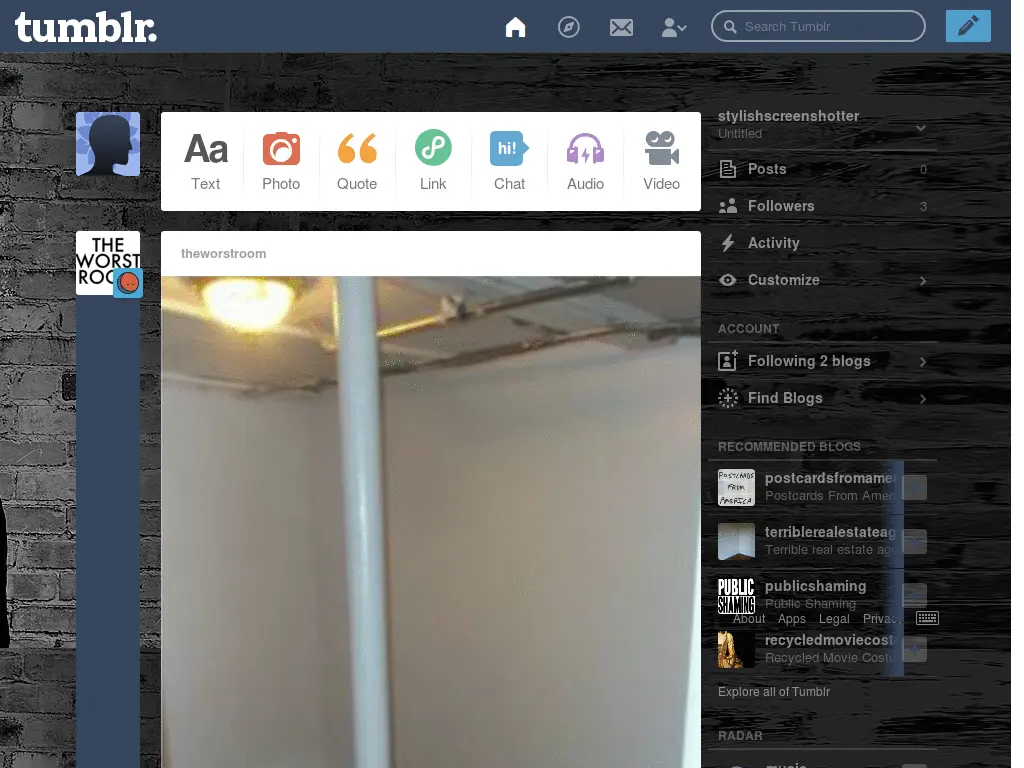 tumblr.
Search Tumblr
Aa
hi!
Text
Photo
Quote
Link
Chat
Audio
Video
THE
WORST
theworstroom
stylishscreenshotter
Untitled
Posts 0
Followers 3
Activity
Customize
ACCOUNT
Following 2 blogs
Find Blogs
RECOMMENDED BLOGS
POSTCARDS
FROM
AMERICA
postcardsfromame
Postcards From Amer
terriblerealestateag
Terrible real estate ag
PUBLIC
SHAMING
publicshaming
Public Shaming
About Apps Legal Privac
recycledmoviecost
Recycled Movie Costu
Explore all of Tumblr
RADAR
music